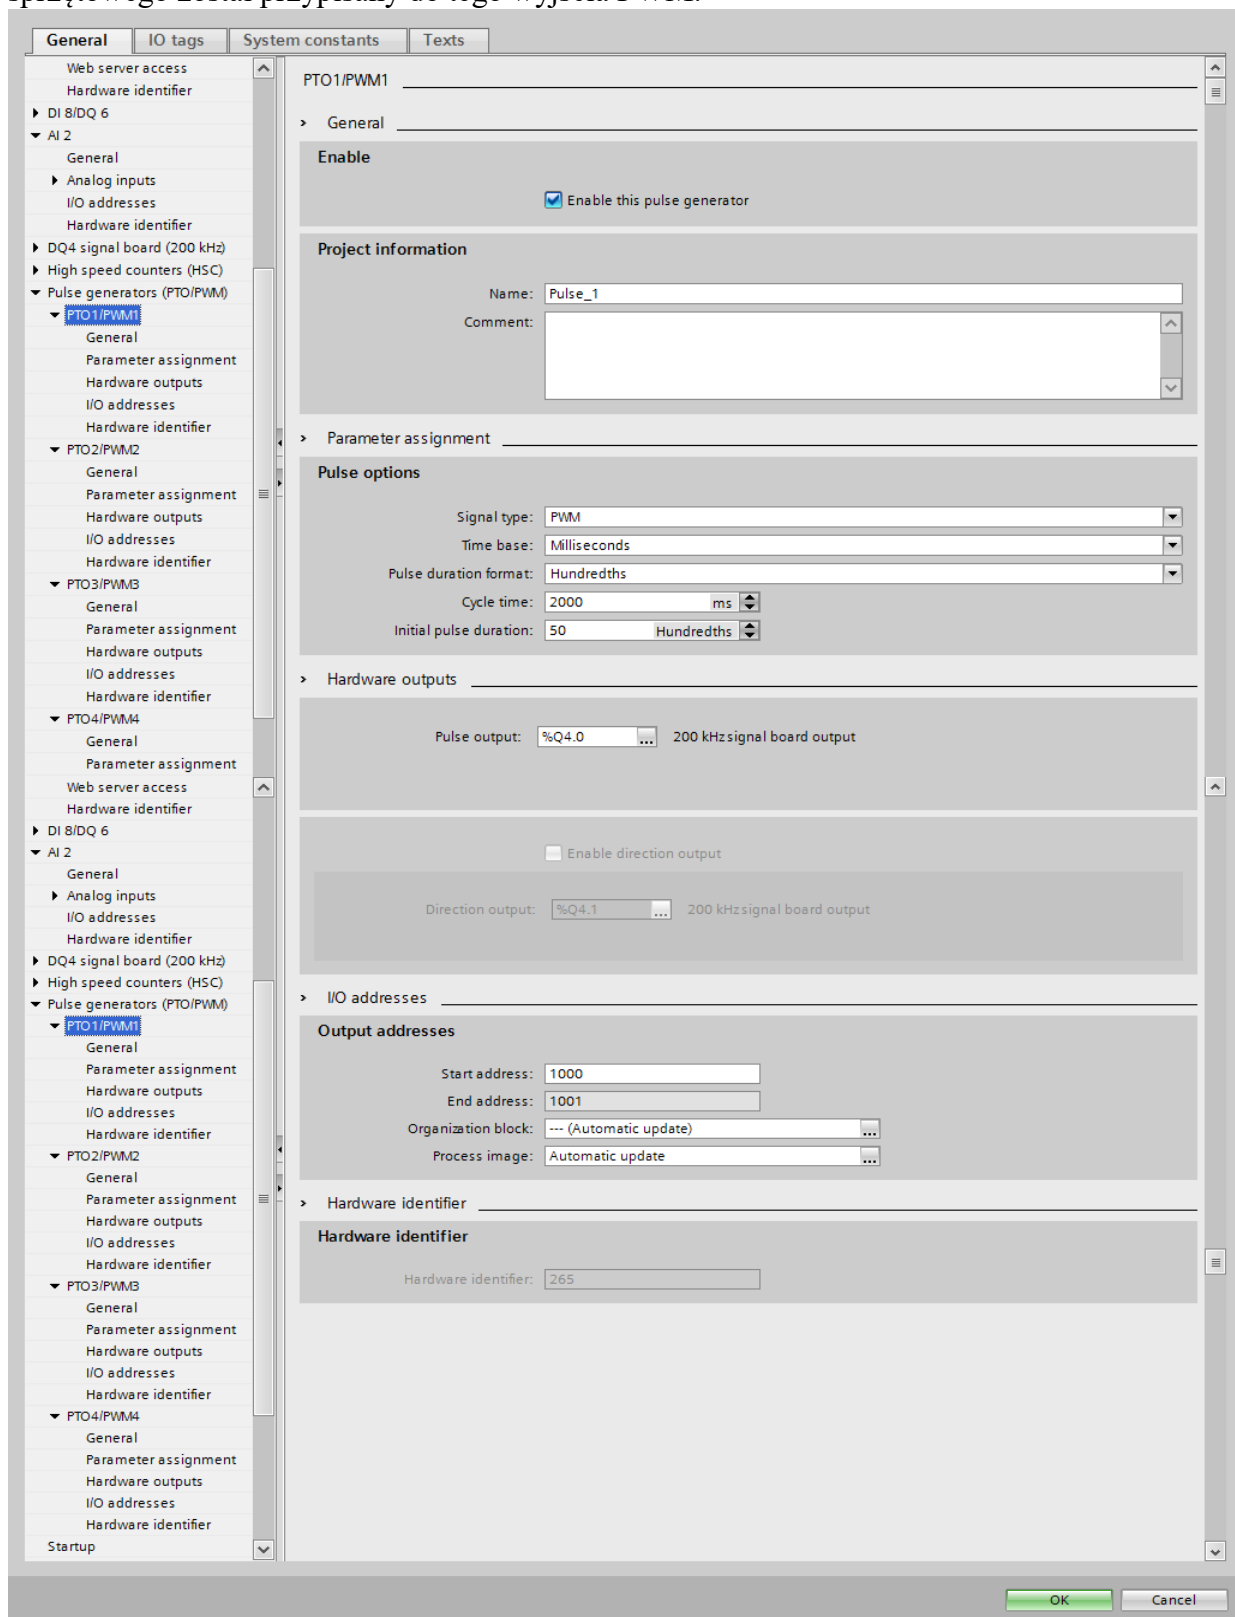 sprzętowego został przypisany do tego wyjścia PWM.
General IO tags System constants Texts
Web server access
Hardware identifier
DI 8/DQ 6
AI 2
General
Analog inputs
I/O addresses
Hardware identifier
DQ4 signal board (200 kHz)
High speed counters (HSC)
Pulse generators (PTO/PWM)
PTO1/PWM1
General
Parameter assignment
Hardware outputs
I/O addresses
Hardware identifier
PTO2/PWM2
General
Parameter assignment
Hardware outputs
I/O addresses
Hardware identifier
PTO3/PWM3
General
Parameter assignment
Hardware outputs
I/O addresses
Hardware identifier
PTO4/PWM4
General
Parameter assignment
Web server access
Hardware identifier
DI 8/DQ 6
AI 2
General
Analog inputs
I/O addresses
Hardware identifier
DQ4 signal board (200 kHz)
High speed counters (HSC)
Pulse generators (PTO/PWM)
PTO1/PWM1
General
Parameter assignment
Hardware outputs
I/O addresses
Hardware identifier
PTO2/PWM2
General
Parameter assignment
Hardware outputs
I/O addresses
Hardware identifier
PTO3/PWM3
General
Parameter assignment
Hardware outputs
I/O addresses
Hardware identifier
PTO4/PWM4
General
Parameter assignment
Hardware outputs
I/O addresses
Hardware identifier
Startup
PTO1/PWM1
General
Enable
Enable this pulse generator
Project information
Name: Pulse_1
Comment:
Parameter assignment
Pulse options
Signal type: PWM
Time base: Milliseconds
Pulse duration format: Hundredths
Cycle time: 2000 ms
Initial pulse duration: 50 Hundredths
Hardware outputs
Pulse output: %Q4.0 ... 200 kHz signal board output
Enable direction output
Direction output: %Q4.1 ... 200 kHz signal board output
I/O addresses
Output addresses
Start address: 1000
End address: 1001
Organization block: --- (Automatic update) ...
Process image: Automatic update ...
Hardware identifier
Hardware identifier
Hardware identifier: 265
OK Cancel